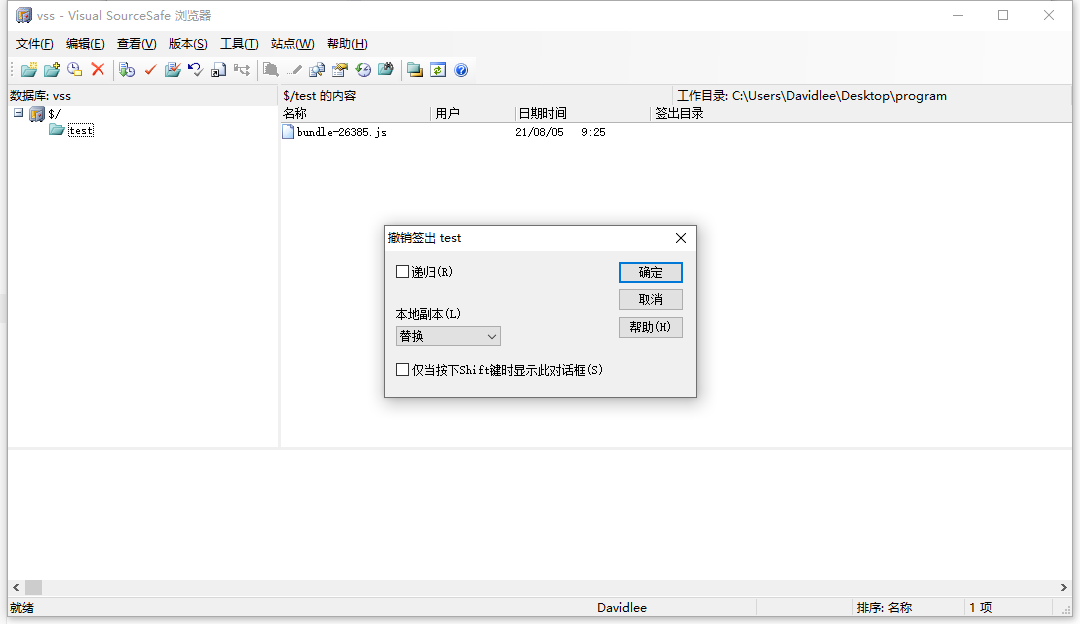 vss - Visual SourceSafe 浏览器
文件(F) 编辑(E) 查看(V) 版本(S) 工具(T) 站点(W) 帮助(H)
数据库: vss
$/test 的内容
工作目录: C:\Users\Davidlee\Desktop\program
$/
名称 用户 日期时间 签出目录
test
bundle-26385.js 21/08/05 9:25
撤销签出 test
递归(R)
确定
取消
本地副本(L)
帮助(H)
替换
仅当按下Shift键时显示此对话框(S)
就绪 Davidlee 排序: 名称 1 项